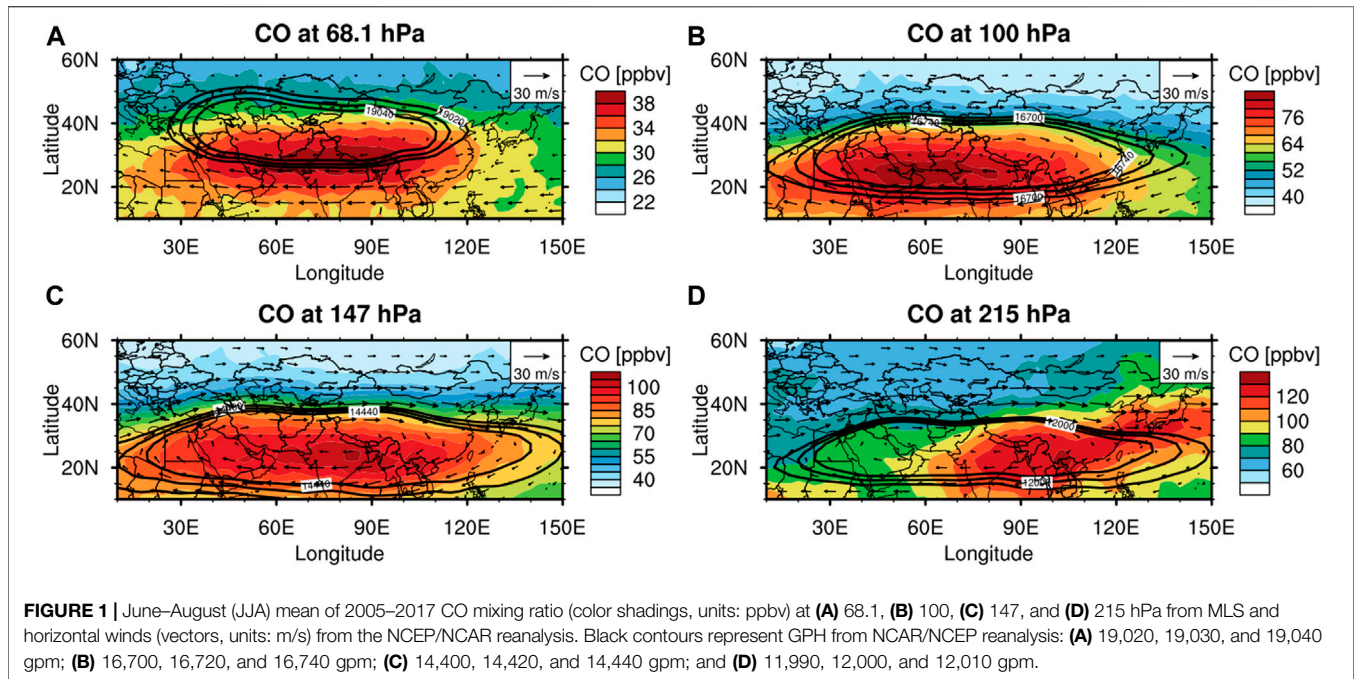 A
CO at 68.1 hPa
60N
40N
20N
Latitude
30E 60E 90E 120E 150E
Longitude
30 m/s
CO [ppbv]
38
34
30
26
22
19040
19020
B
CO at 100 hPa
60N
40N
20N
Latitude
30E 60E 90E 120E 150E
Longitude
30 m/s
CO [ppbv]
76
64
52
40
16700
16740
16700
C
CO at 147 hPa
60N
40N
20N
Latitude
30E 60E 90E 120E 150E
Longitude
30 m/s
CO [ppbv]
100
85
70
55
40
14440
14440
D
CO at 215 hPa
60N
40N
20N
Latitude
30E 60E 90E 120E 150E
Longitude
30 m/s
CO [ppbv]
120
100
80
60
12000
12000
FIGURE 1 | June–August (JJA) mean of 2005–2017 CO mixing ratio (color shadings, units: ppbv) at (A) 68.1, (B) 100, (C) 147, and (D) 215 hPa from MLS and
horizontal winds (vectors, units: m/s) from the NCEP/NCAR reanalysis. Black contours represent GPH from NCAR/NCEP reanalysis: (A) 19,020, 19,030, and 19,040
gpm; (B) 16,700, 16,720, and 16,740 gpm; (C) 14,400, 14,420, and 14,440 gpm; and (D) 11,990, 12,000, and 12,010 gpm.